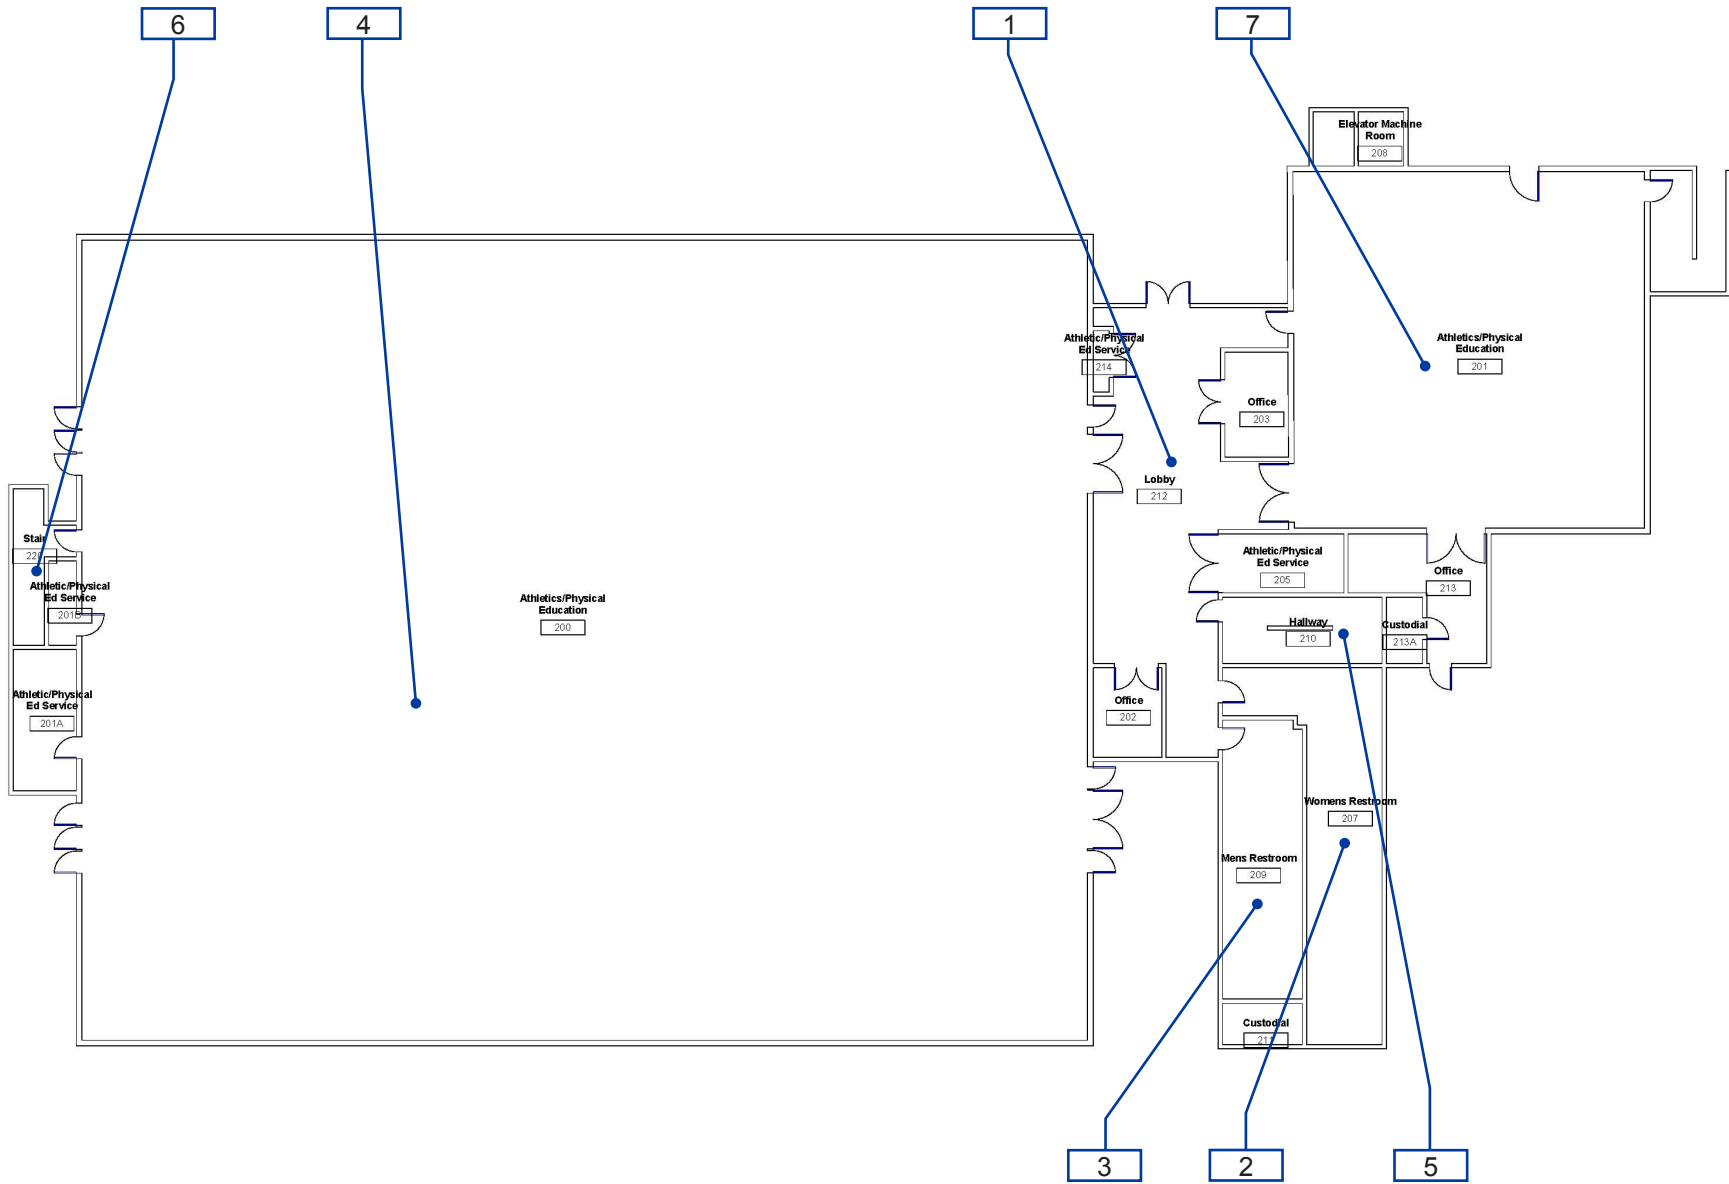 6
4
1
7
Elevator Machine
Room
208
Athletic/Physical
Ed Service
214
Athletics/Physical
Education
201
Office
203
Lobby
212
Stair
220
Athletic/Physical
Ed Service
201B
Athletics/Physical
Education
200
Athletic/Physical
Ed Service
205
Office
213
Hallway
210
Custodial
213A
Athletic/Physical
Ed Service
201A
Office
202
Womens Restroom
207
Mens Restroom
209
Custodial
211
3
2
5